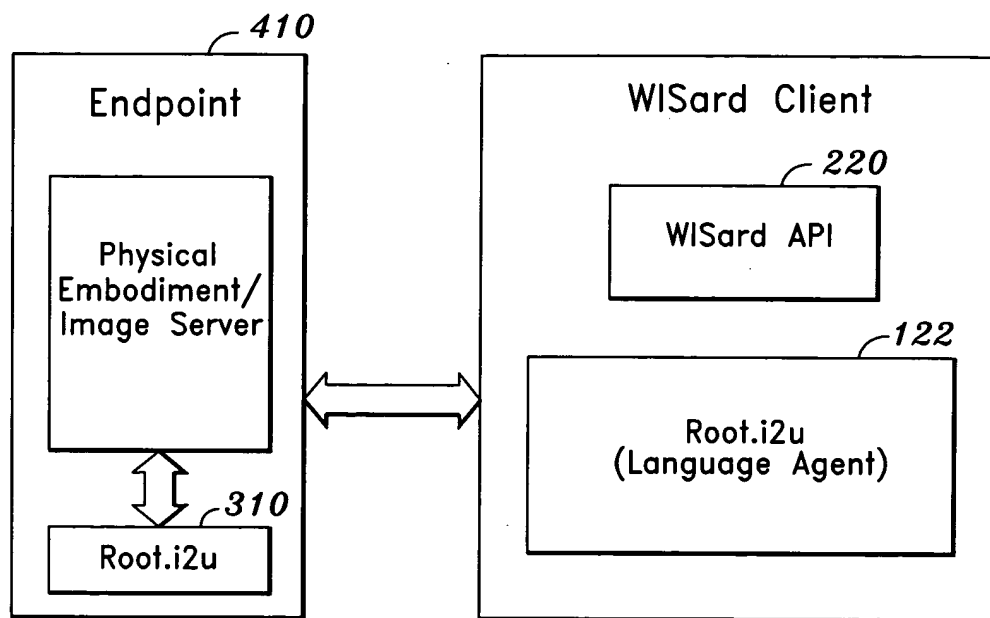 410
Endpoint
Physical
Embodiment/
Image Server
310
Root.i2u
WISard Client
220
WISard API
122
Root.i2u
(Language Agent)